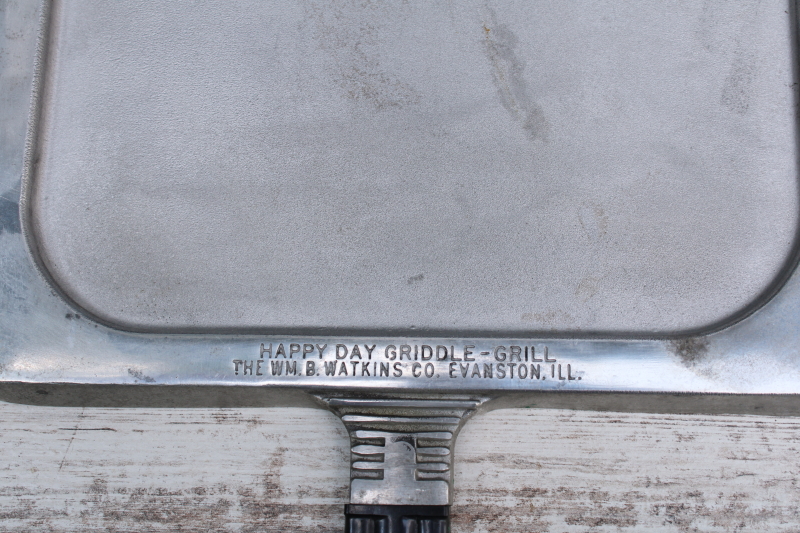 HAPPY DAY GRIDDLE-GRILL
THE WM. B. WATKINS CO. EVANSTON, ILL.